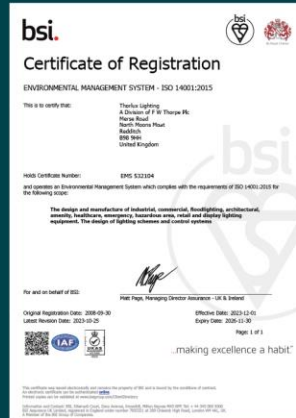 bsi.
bsi
Certificate of Registration
ENVIRONMENTAL MANAGEMENT SYSTEM - ISO 14001:2015
This is to certify that:
Thorlux Lighting
A Division of F W Thorpe Plc
Merse Road
North Moons Moat
Redditch
B98 9HH
United Kingdom
Holds Certificate Number:
EMS 532104
and operates an Environmental Management System which complies with the requirements of ISO 14001:2015 for
the following scope:
The design and manufacture of industrial, commercial, floodlighting, architectural,
amenity, healthcare, emergency, hazardous area, retail and display lighting
equipment. The design of lighting schemes and control systems
bsi
For and on behalf of BSI:
Matt Page, Managing Director Assurance - UK & Ireland
Original Registration Date: 2008-09-30
Effective Date: 2023-12-01
Latest Revision Date: 2023-10-25
Expiry Date: 2026-11-30
Page: 1 of 1
IAF
UKAS
...making excellence a habit